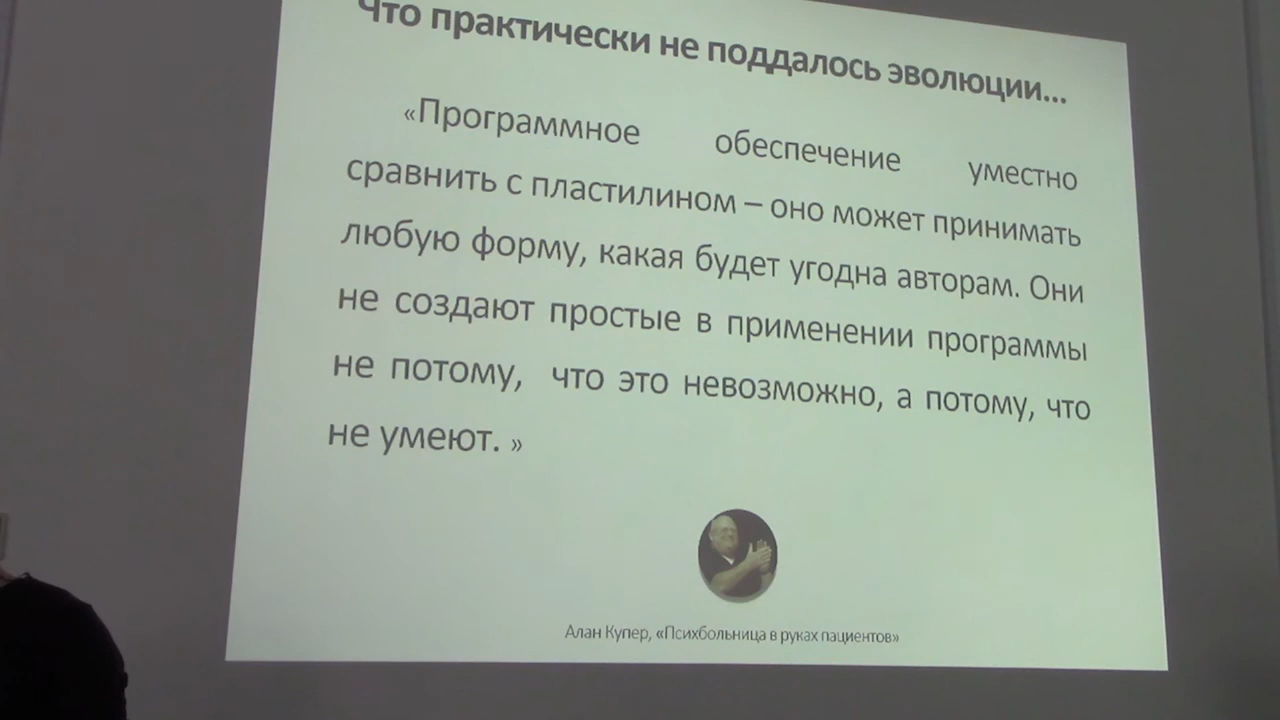 Что практически не поддалось эволюции...
«Программное обеспечение уместно
сравнить с пластилином – оно может принимать
любую форму, какая будет угодна авторам. Они
не создают простые в применении программы
не потому, что это невозможно, а потому, что
не умеют. »
Алан Купер, «Психбольница в руках пациентов»